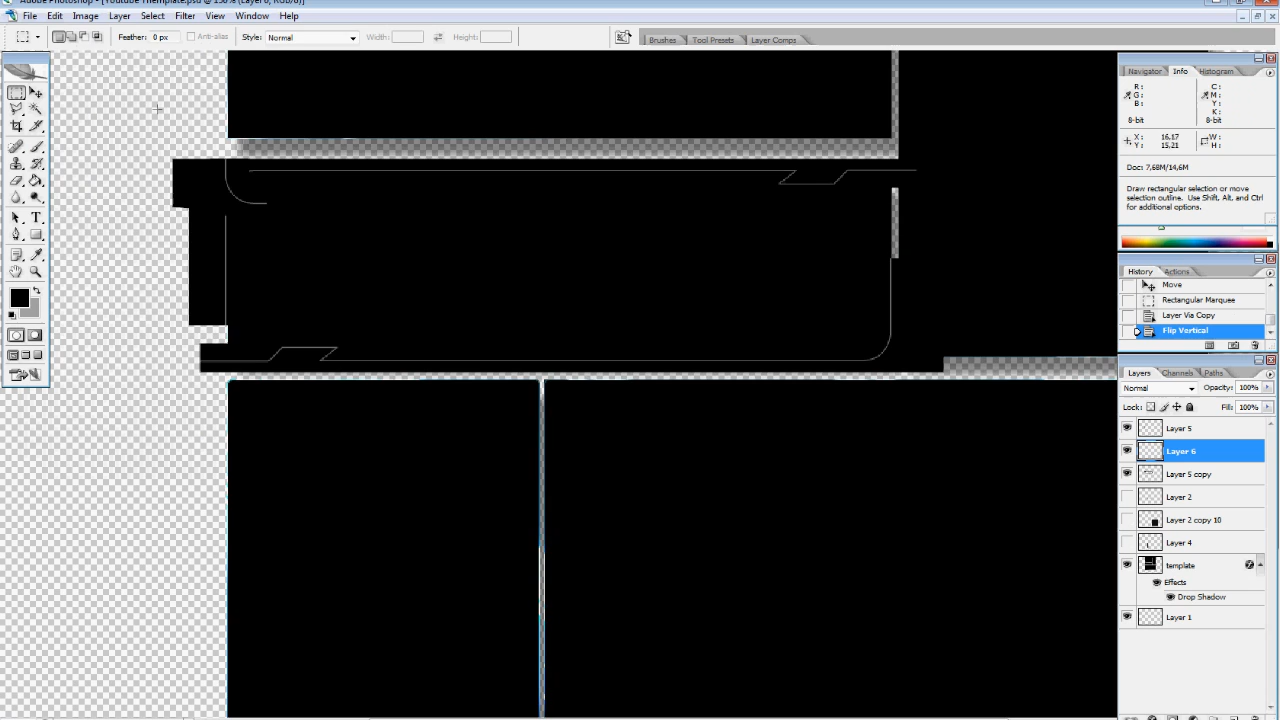 Adobe Photoshop - [Youtube Themplate.psd @ 150% (Layer 6, RGB/8)]
File Edit Image Layer Select Filter View Window Help
Feather: 0 px Anti-alias Style: Normal Width: Height: Brushes Tool Presets Layer Comps
Navigator Info Histogram
R: C:
G: M:
B: Y:
K:
8-bit 8-bit
X: 16,17 W:
Y: 15,21 H:
Doc: 7,68M/14,6M
Draw rectangular selection or move
selection outline. Use Shift, Alt, and Ctrl
for additional options.
History Actions
Move
Rectangular Marquee
Layer Via Copy
Flip Vertical
Layers Channels Paths
Normal Opacity: 100%
Lock: Fill: 100%
Layer 5
Layer 6
Layer 5 copy
Layer 2
Layer 2 copy 10
Layer 4
template
Effects
Drop Shadow
Layer 1